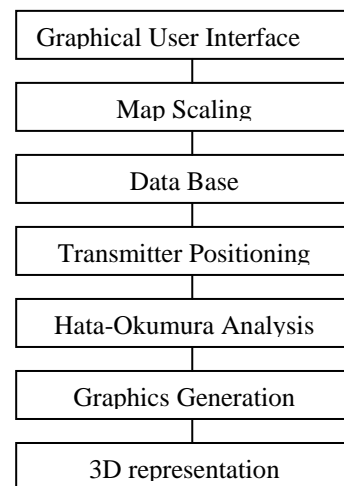 Graphical User Interface
Map Scaling
Data Base
Transmitter Positioning
Hata-Okumura Analysis
Graphics Generation
3D representation